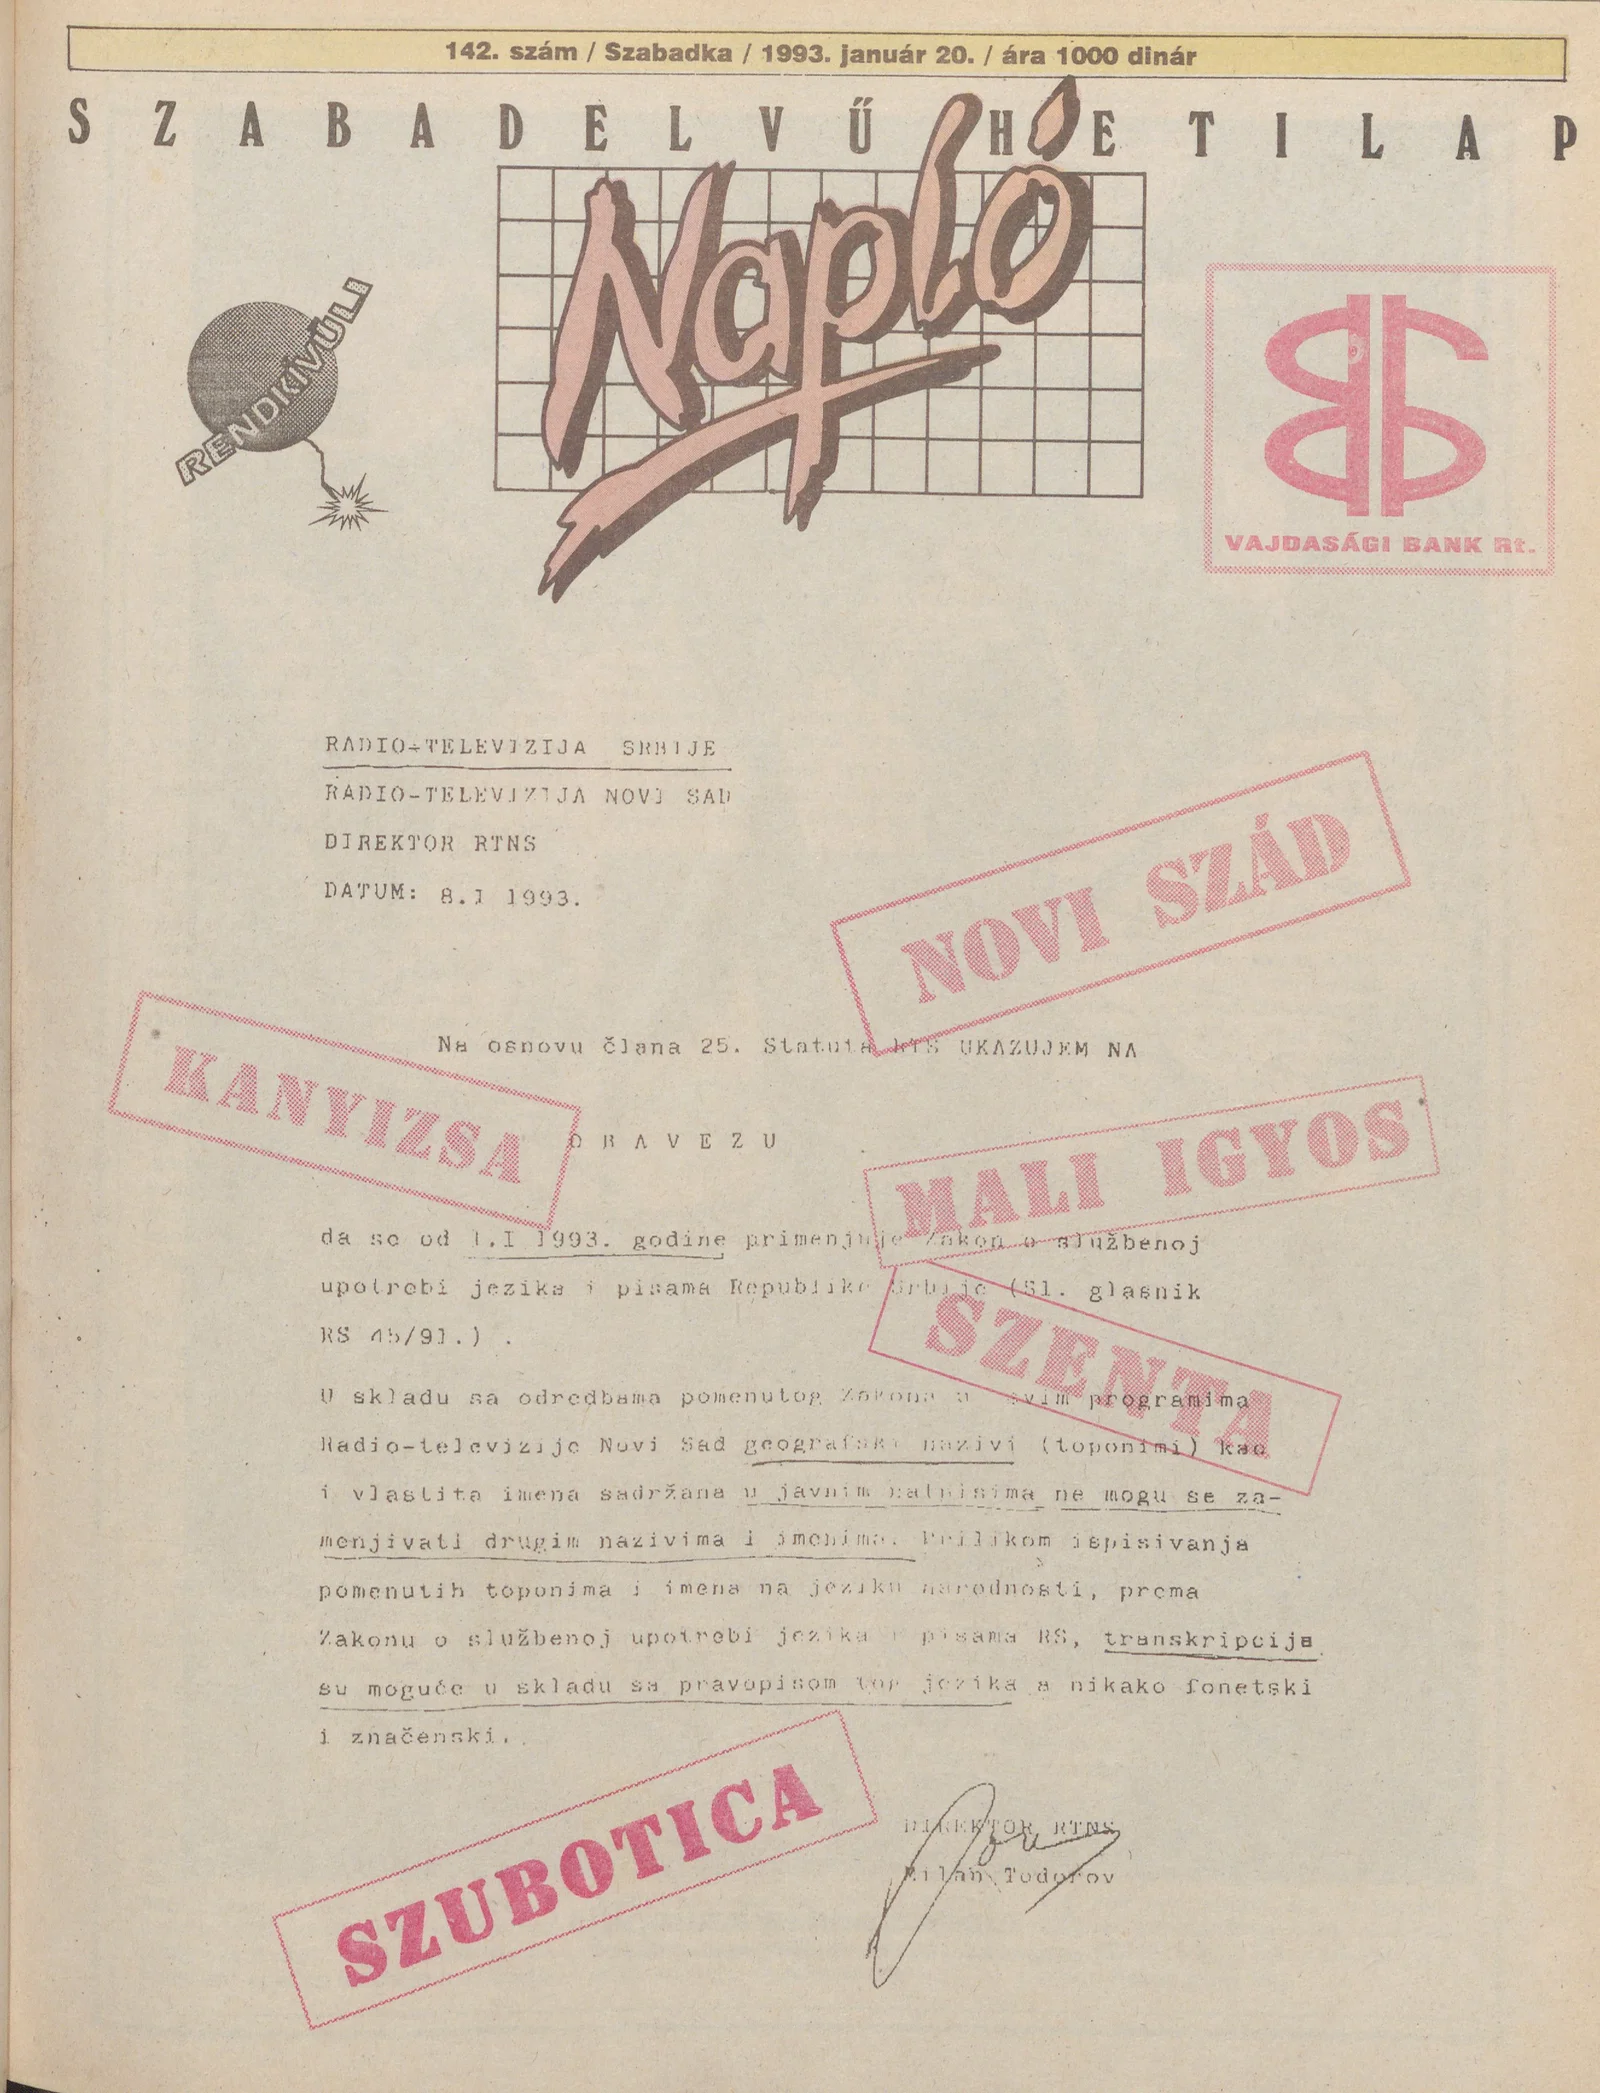 142. szám / Szabadka / 1993. január 20. / ára 1000 dinár
SZABADELVŰ HETILAP
Napló
RENDKÍVÜLI
VAJDASÁGI BANK Rt.
RADIO-TELEVIZIJA SRBIJE
RADIO-TELEVIZIJA NOVI SAD
DIREKTOR RTNS
DATUM: 8.I 1993.
NOVI SZÁD
Na osnovu člana 25. Statuta RTS UKAZUJEM NA
KANYIZSA
OBAVEZU
MALI IGYOS
da se od 1.I 1993. godine primenjuje Zakon o službenoj
upotrebi jezika i pisama Republike Srbije (Sl. glasnik
RS 45/91.) .
SZENTA
U skladu sa odredbama pomenutog Zakona u svim programima
Radio-televizije Novi Sad geografski nazivi (toponimi) kao
i vlastita imena sadržana u javnim natpisima ne mogu se za-
menjivati drugim nazivima i imenima. Prilikom ispisivanja
pomenutih toponima i imena na jeziku narodnosti, prema
Zakonu o službenoj upotrebi jezika i pisama RS, transkripcije
su moguće u skladu sa pravopisom tog jezika a nikako fonetski
i značenski.
SZUBOTICA
DIREKTOR RTNS
Milan Todorov